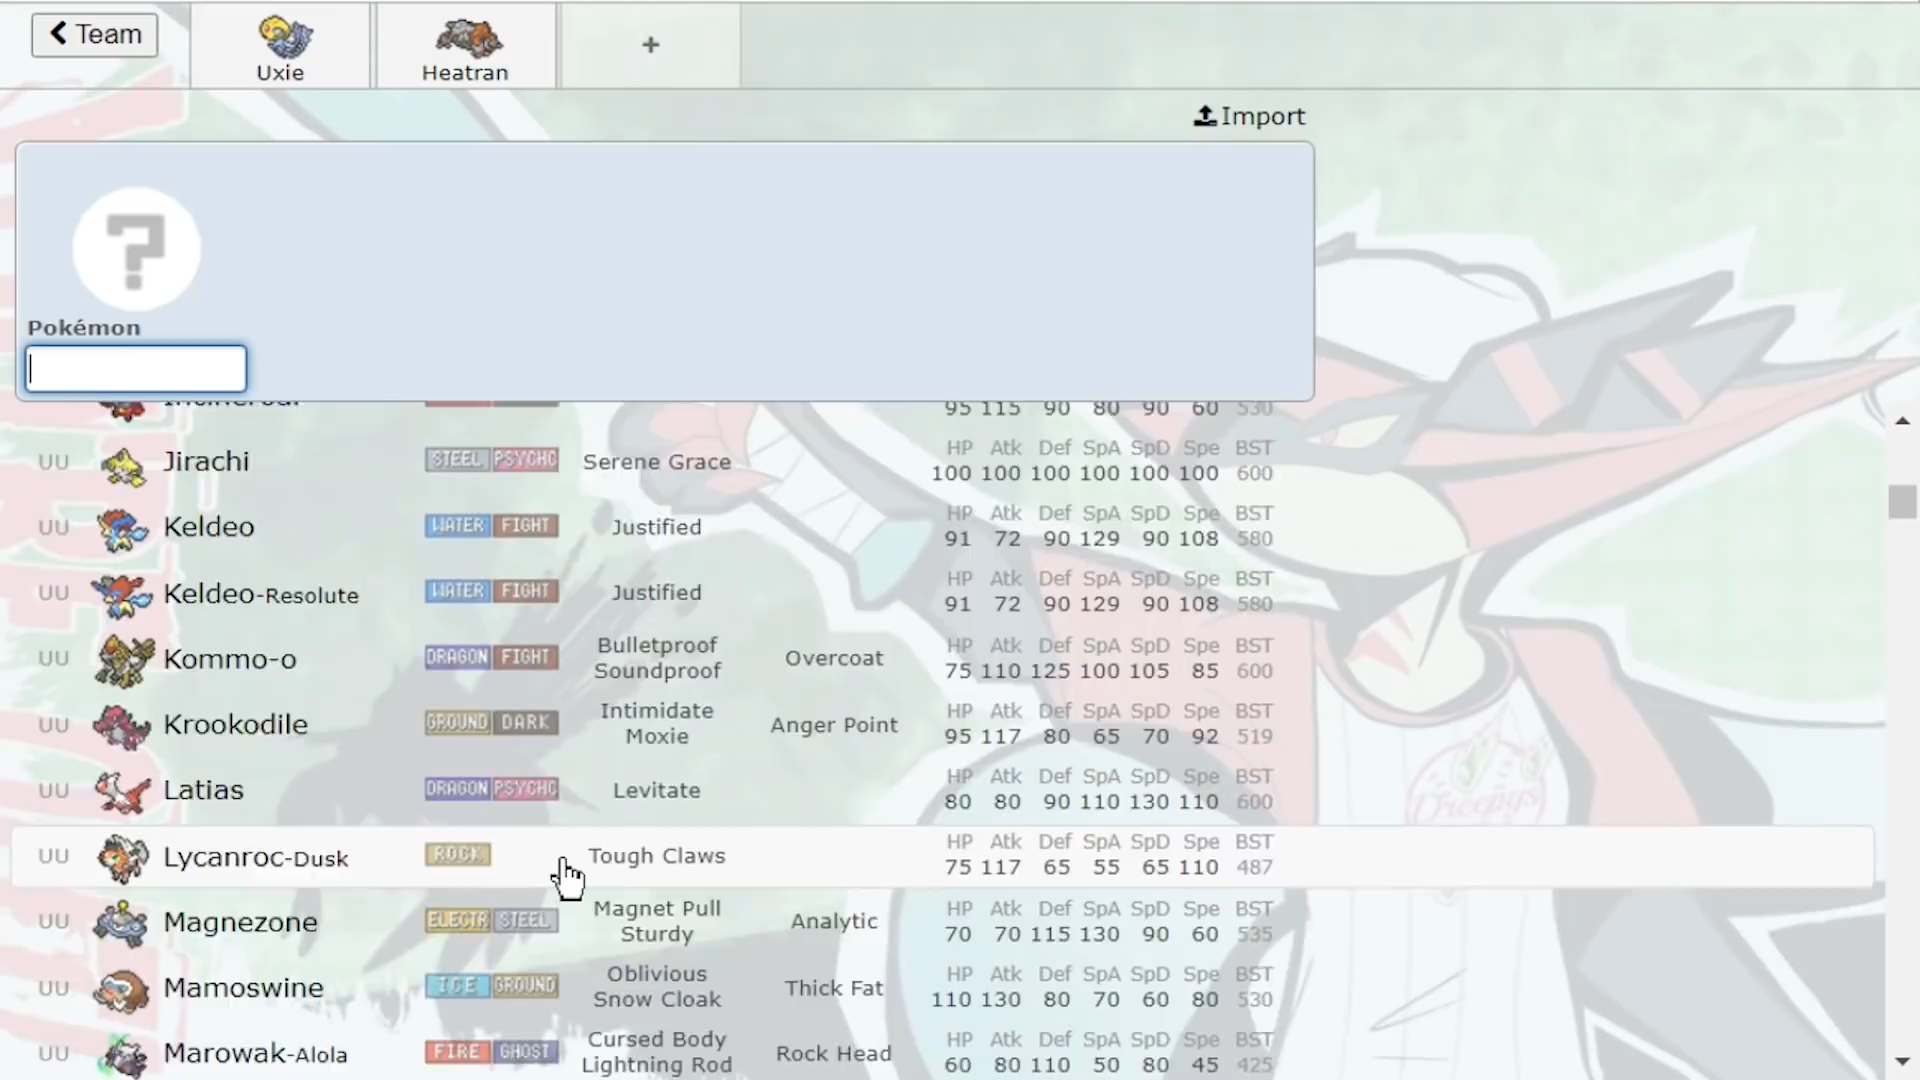 Team
Uxie
Heatran
+
Import
?
Pokémon
95 115 90 80 90 60 530
UU Jirachi STEEL PSYCHC Serene Grace HP 100 Atk 100 Def 100 SpA 100 SpD 100 Spe 100 BST 600
UU Keldeo WATER FIGHT Justified HP 91 Atk 72 Def 90 SpA 129 SpD 90 Spe 108 BST 580
UU Keldeo-Resolute WATER FIGHT Justified HP 91 Atk 72 Def 90 SpA 129 SpD 90 Spe 108 BST 580
UU Kommo-o DRAGON FIGHT Bulletproof Soundproof Overcoat HP 75 Atk 110 Def 125 SpA 100 SpD 105 Spe 85 BST 600
UU Krookodile GROUND DARK Intimidate Moxie Anger Point HP 95 Atk 117 Def 80 SpA 65 SpD 70 Spe 92 BST 519
UU Latias DRAGON PSYCHC Levitate HP 80 Atk 80 Def 90 SpA 110 SpD 130 Spe 110 BST 600
UU Lycanroc-Dusk ROCK Tough Claws HP 75 Atk 117 Def 65 SpA 55 SpD 65 Spe 110 BST 487
UU Magnezone ELECTR STEEL Magnet Pull Sturdy Analytic HP 70 Atk 70 Def 115 SpA 130 SpD 90 Spe 60 BST 535
UU Mamoswine ICE GROUND Oblivious Snow Cloak Thick Fat HP 110 Atk 130 Def 80 SpA 70 SpD 60 Spe 80 BST 530
UU Marowak-Alola FIRE GHOST Cursed Body Lightning Rod Rock Head HP 60 Atk 80 Def 110 SpA 50 SpD 80 Spe 45 BST 425
Dreepys